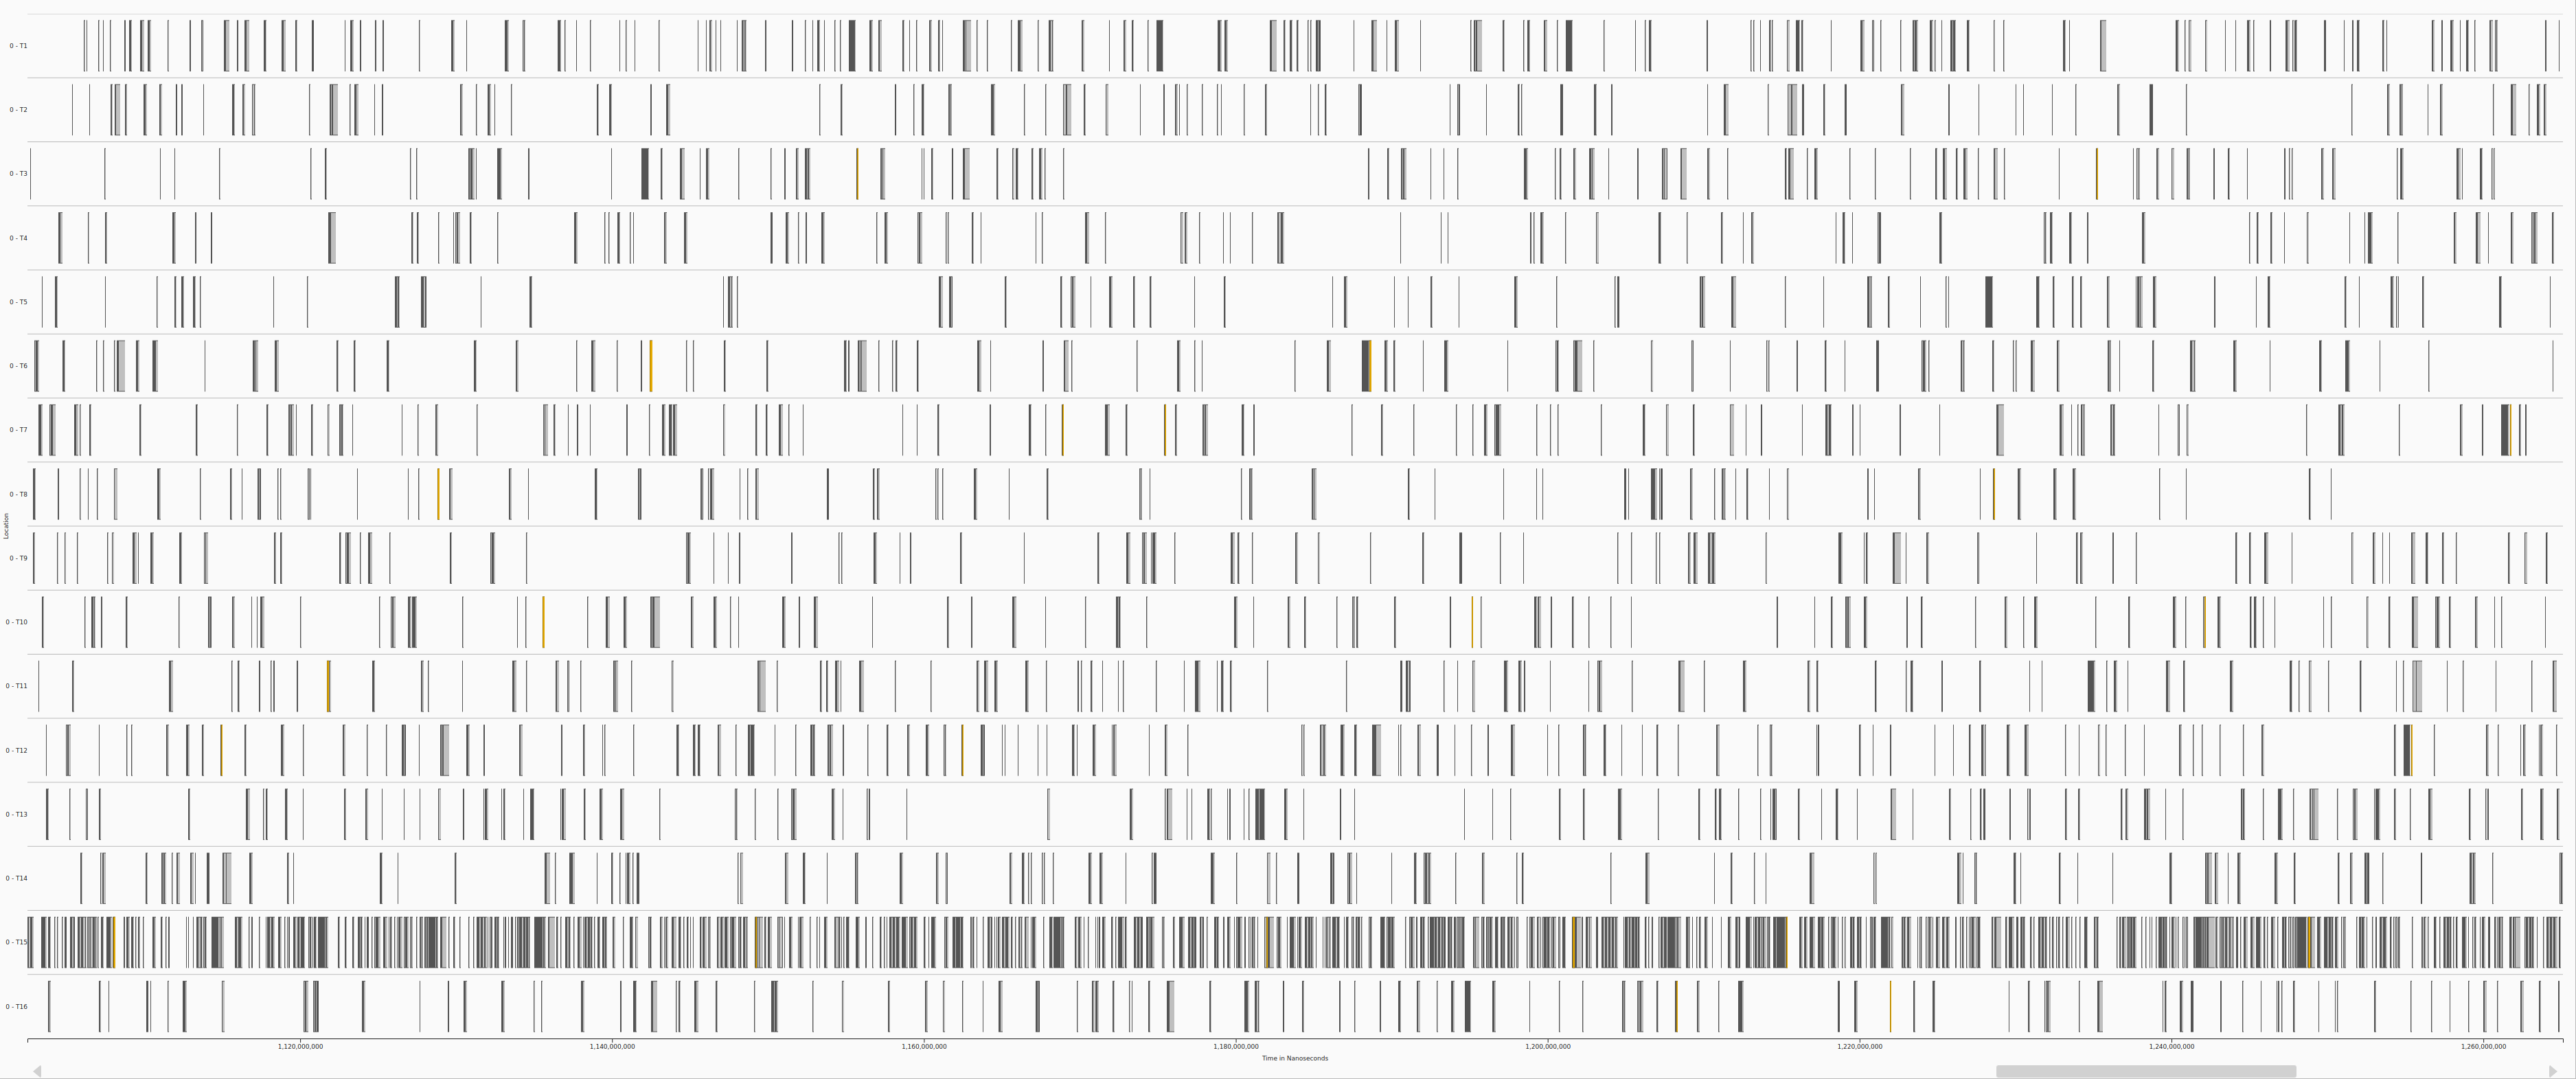 0 - T1
0 - T2
0 - T3
0 - T4
0 - T5
0 - T6
0 - T7
0 - T8
Location
0 - T9
0 - T10
0 - T11
0 - T12
0 - T13
0 - T14
0 - T15
0 - T16
1,120,000,000 1,140,000,000 1,160,000,000 1,180,000,000 1,200,000,000 1,220,000,000 1,240,000,000 1,260,000,000
Time in Nanoseconds